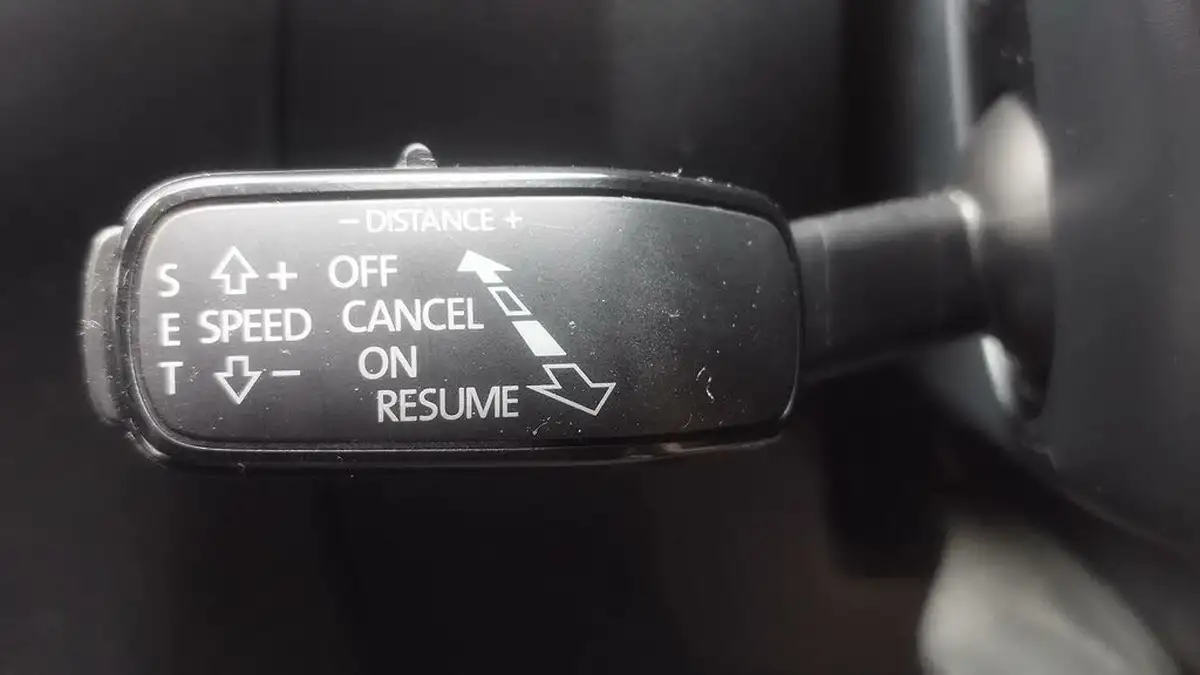 − DISTANCE +
S + OFF
E SPEED CANCEL
T − ON
RESUME